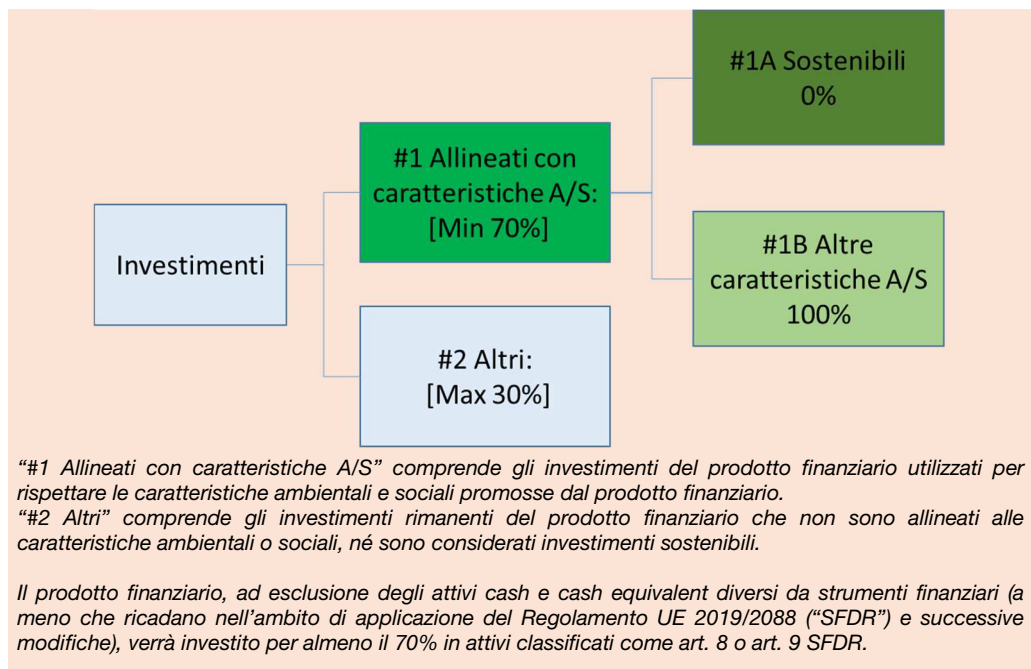 #1A Sostenibili
0%
#1 Allineati con
caratteristiche A/S:
[Min 70%]
Investimenti
#1B Altre
caratteristiche A/S
100%
#2 Altri:
[Max 30%]
“#1 Allineati con caratteristiche A/S” comprende gli investimenti del prodotto finanziario utilizzati per
rispettare le caratteristiche ambientali e sociali promosse dal prodotto finanziario.
“#2 Altri” comprende gli investimenti rimanenti del prodotto finanziario che non sono allineati alle
caratteristiche ambientali o sociali, né sono considerati investimenti sostenibili.
Il prodotto finanziario, ad esclusione degli attivi cash e cash equivalent diversi da strumenti finanziari (a
meno che ricadano nell’ambito di applicazione del Regolamento UE 2019/2088 (“SFDR”) e successive
modifiche), verrà investito per almeno il 70% in attivi classificati come art. 8 o art. 9 SFDR.